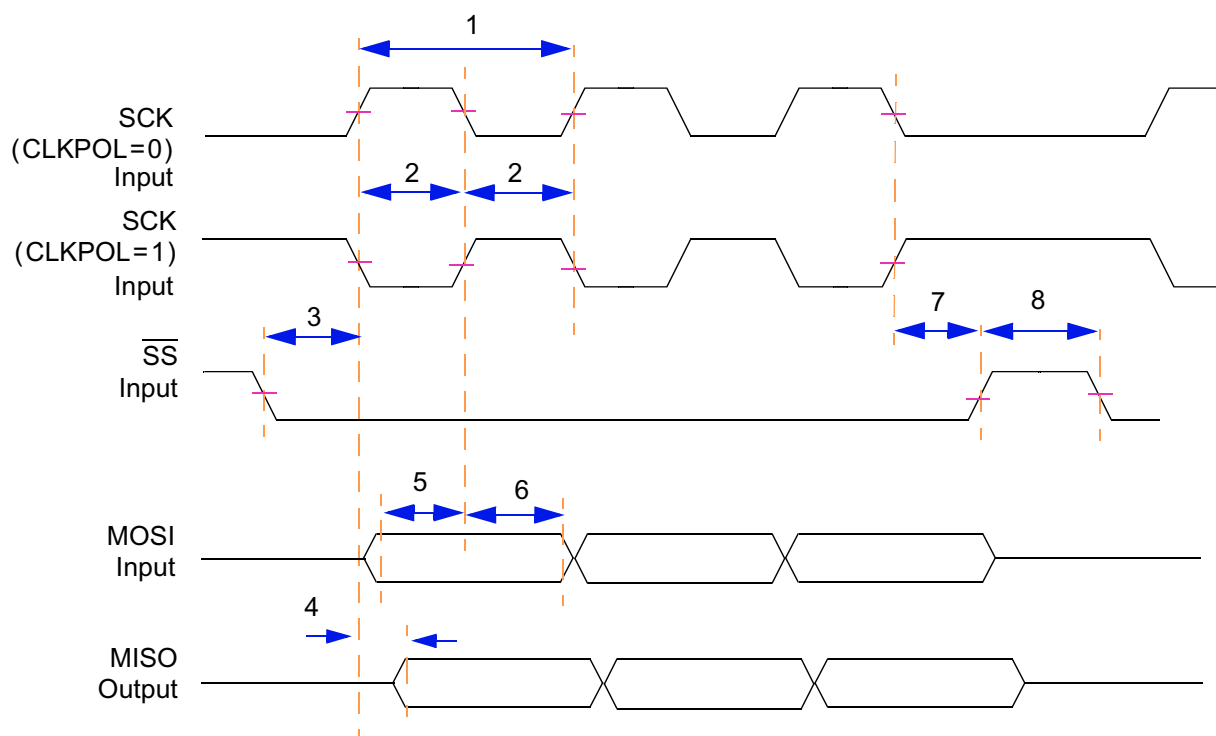 1
SCK
(CLKPOL=0)
Input
2 2
SCK
(CLKPOL=1)
Input
3 7 8
SS
Input
5 6
MOSI
Input
4
MISO
Output